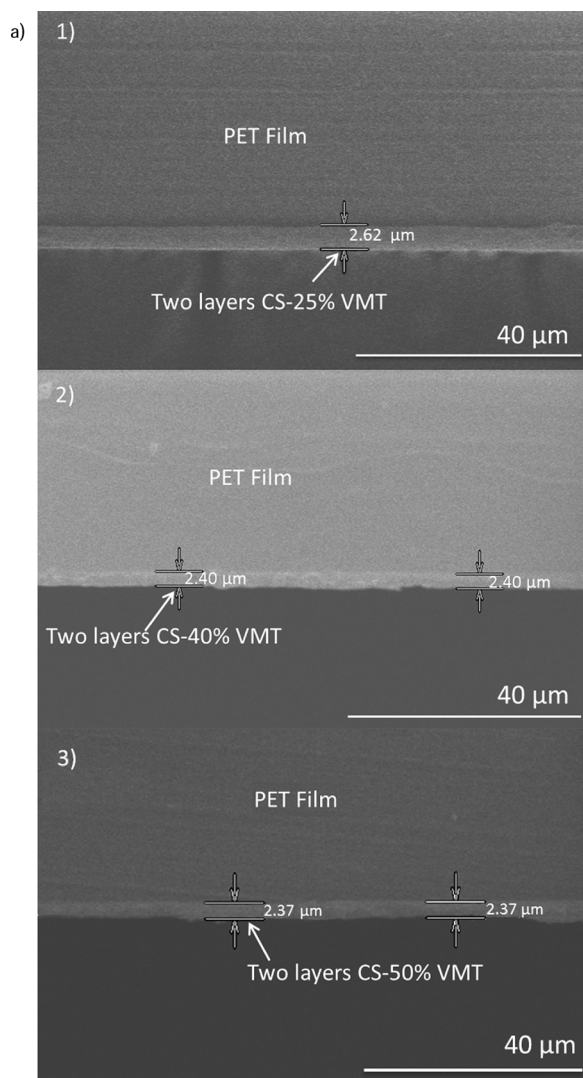 a)
1)
PET Film
2.62 μm
Two layers CS-25% VMT
40 μm
2)
PET Film
2.40 μm 2.40 μm
Two layers CS-40% VMT
40 μm
3)
PET Film
2.37 μm 2.37 μm
Two layers CS-50% VMT
40 μm